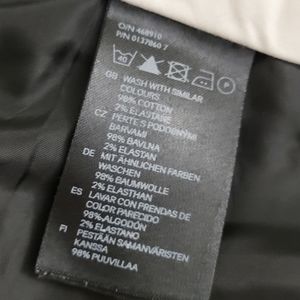 O/N 468910
P/N 0137860 7
40
GB WASH WITH SIMILAR
COLOURS
98% COTTON
2% ELASTANE
CZ PERTE S PODOBNÝMI
BARVAMI
98% BAVLNA
2% ELASTAN
DE MIT ÄHNLICHEN FARBEN
WASCHEN
98% BAUMWOLLE
2% ELASTHAN
ES LAVAR CON PRENDAS DE
COLOR PARECIDO
98% ALGODÓN
2% ELASTANO
FI PESTÄÄN SAMANVÄRISTEN
KANSSA
98% PUUVILLAA